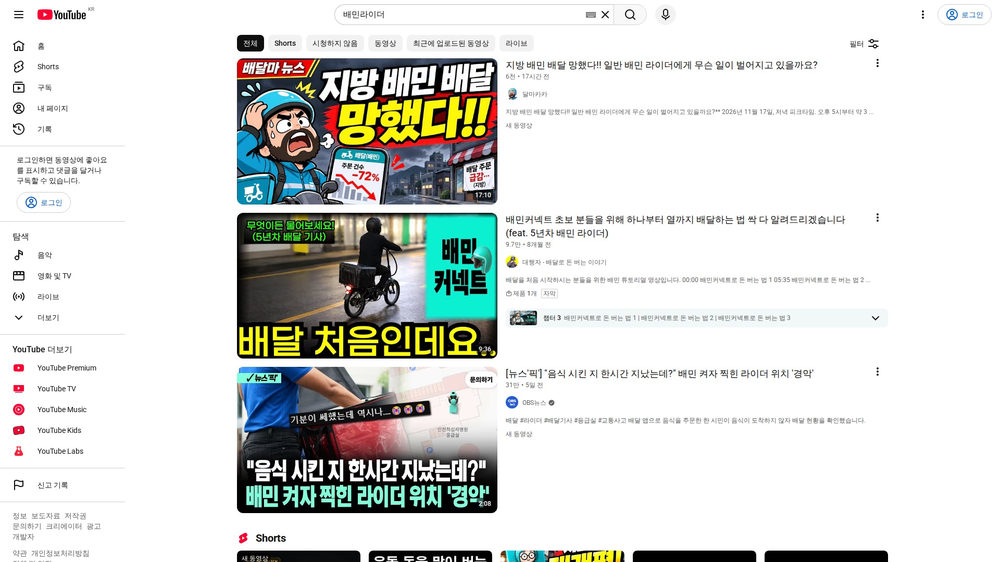 YouTube KR
배민라이더
로그인
홈
Shorts
구독
내 페이지
기록
로그인하면 동영상에 좋아요
를 표시하고 댓글을 달거나
구독할 수 있습니다.
로그인
탐색
음악
영화 및 TV
라이브
더보기
YouTube 더보기
YouTube Premium
YouTube TV
YouTube Music
YouTube Kids
YouTube Labs
신고 기록
정보 보도자료 저작권
문의하기 크리에이터 광고
개발자
약관 개인정보처리방침
전체 Shorts 시청하지 않음 동영상 최근에 업로드된 동영상 라이브
필터
배달마 뉴스
지방 배민 배달
망했다!!
배달(배민)
주문 건수
-72%
배달 주문
급감...
(지방)
17:10
지방 배민 배달 망했다!! 일반 배민 라이더에게 무슨 일이 벌어지고 있을까요?
6천 • 17시간 전
달마카카
지방 배민 배달 망했다!! 일반 배민 라이더에게 무슨 일이 벌어지고 있을까요?** 2026년 11월 17일, 저녁 피크타임. 오후 5시부터 약 3 ...
새 동영상
무엇이든 물어보세요!
(5년차 배달 기사)
배민
커넥트
배달 처음인데요..
9:36
배민커넥트 초보 분들을 위해 하나부터 열까지 배달하는 법 싹 다 알려드리겠습니다
(feat. 5년차 배민 라이더)
9.7만 • 8개월 전
대행자 - 배달로 돈 버는 이야기
배달을 처음 시작하시는 분들을 위한 배민 튜토리얼 영상입니다. 00:00 배민커넥트로 돈 버는 법 1 05:35 배민커넥트로 돈 버는 법 2 ...
제품 1개 자막
챕터 3 배민커넥트로 돈 버는 법 1 | 배민커넥트로 돈 버는 법 2 | 배민커넥트로 돈 버는 법 3
뉴스'픽'
문의하기
기분이 쎄했는데 역시나...
인천적십자병원
응급실
"음식 시킨 지 한시간 지났는데?"
배민 켜자 찍힌 라이더 위치 '경악'
2:08
[뉴스'픽'] "음식 시킨 지 한시간 지났는데?" 배민 켜자 찍힌 라이더 위치 '경악'
31만 • 5일 전
OBS뉴스
배달 #라이더 #배달기사 #응급실 #교통사고 배달 앱으로 음식을 주문한 한 시민이 음식이 도착하지 않자 배달 현황을 확인했습니다.
새 동영상
Shorts
새 동영상